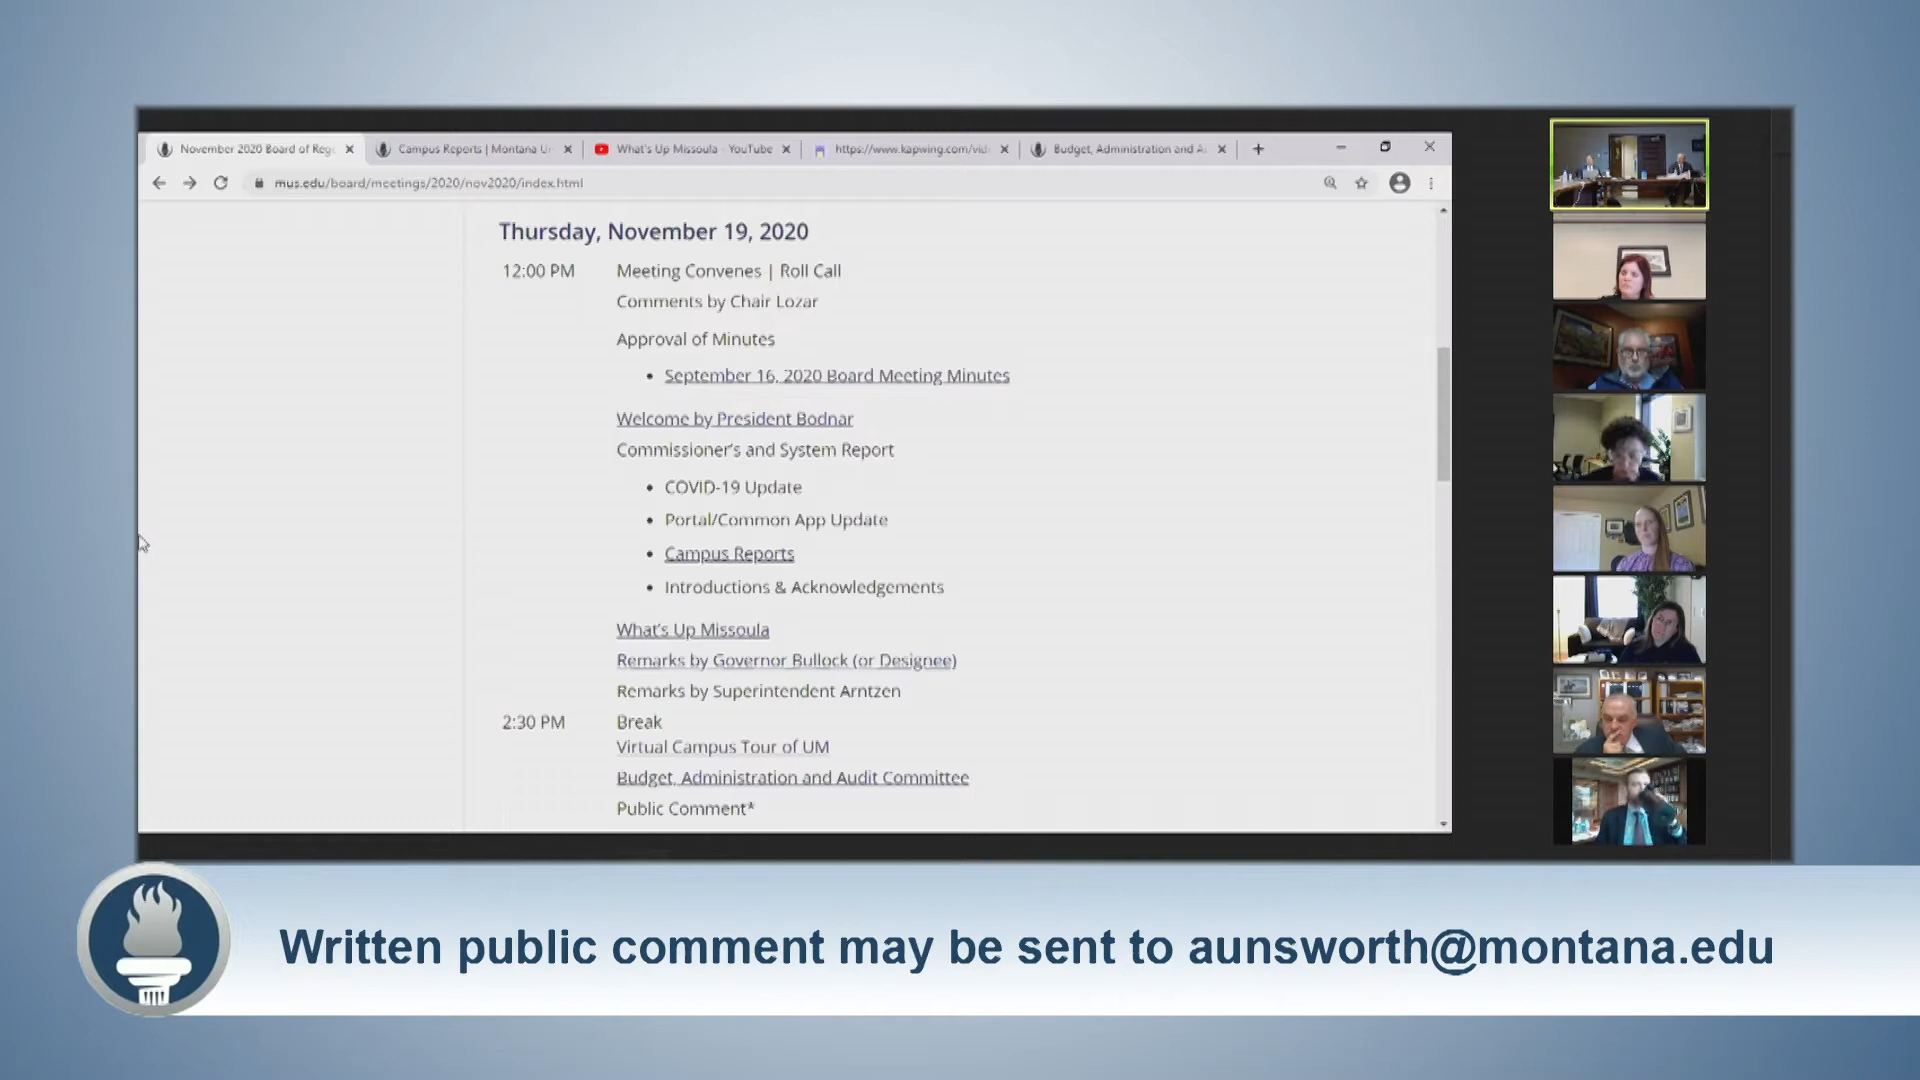 November 2020 Board of Reg
Campus Reports | Montana Un
What's Up Missoula - YouTube
https://www.kapwing.com/vid
Budget, Administration and A
mus.edu/board/meetings/2020/nov2020/index.html
Thursday, November 19, 2020
12:00 PM Meeting Convenes | Roll Call
Comments by Chair Lozar
Approval of Minutes
• September 16, 2020 Board Meeting Minutes
Welcome by President Bodnar
Commissioner's and System Report
• COVID-19 Update
• Portal/Common App Update
• Campus Reports
• Introductions & Acknowledgements
What's Up Missoula
Remarks by Governor Bullock (or Designee)
Remarks by Superintendent Arntzen
2:30 PM Break
Virtual Campus Tour of UM
Budget, Administration and Audit Committee
Public Comment*
Written public comment may be sent to aunsworth@montana.edu